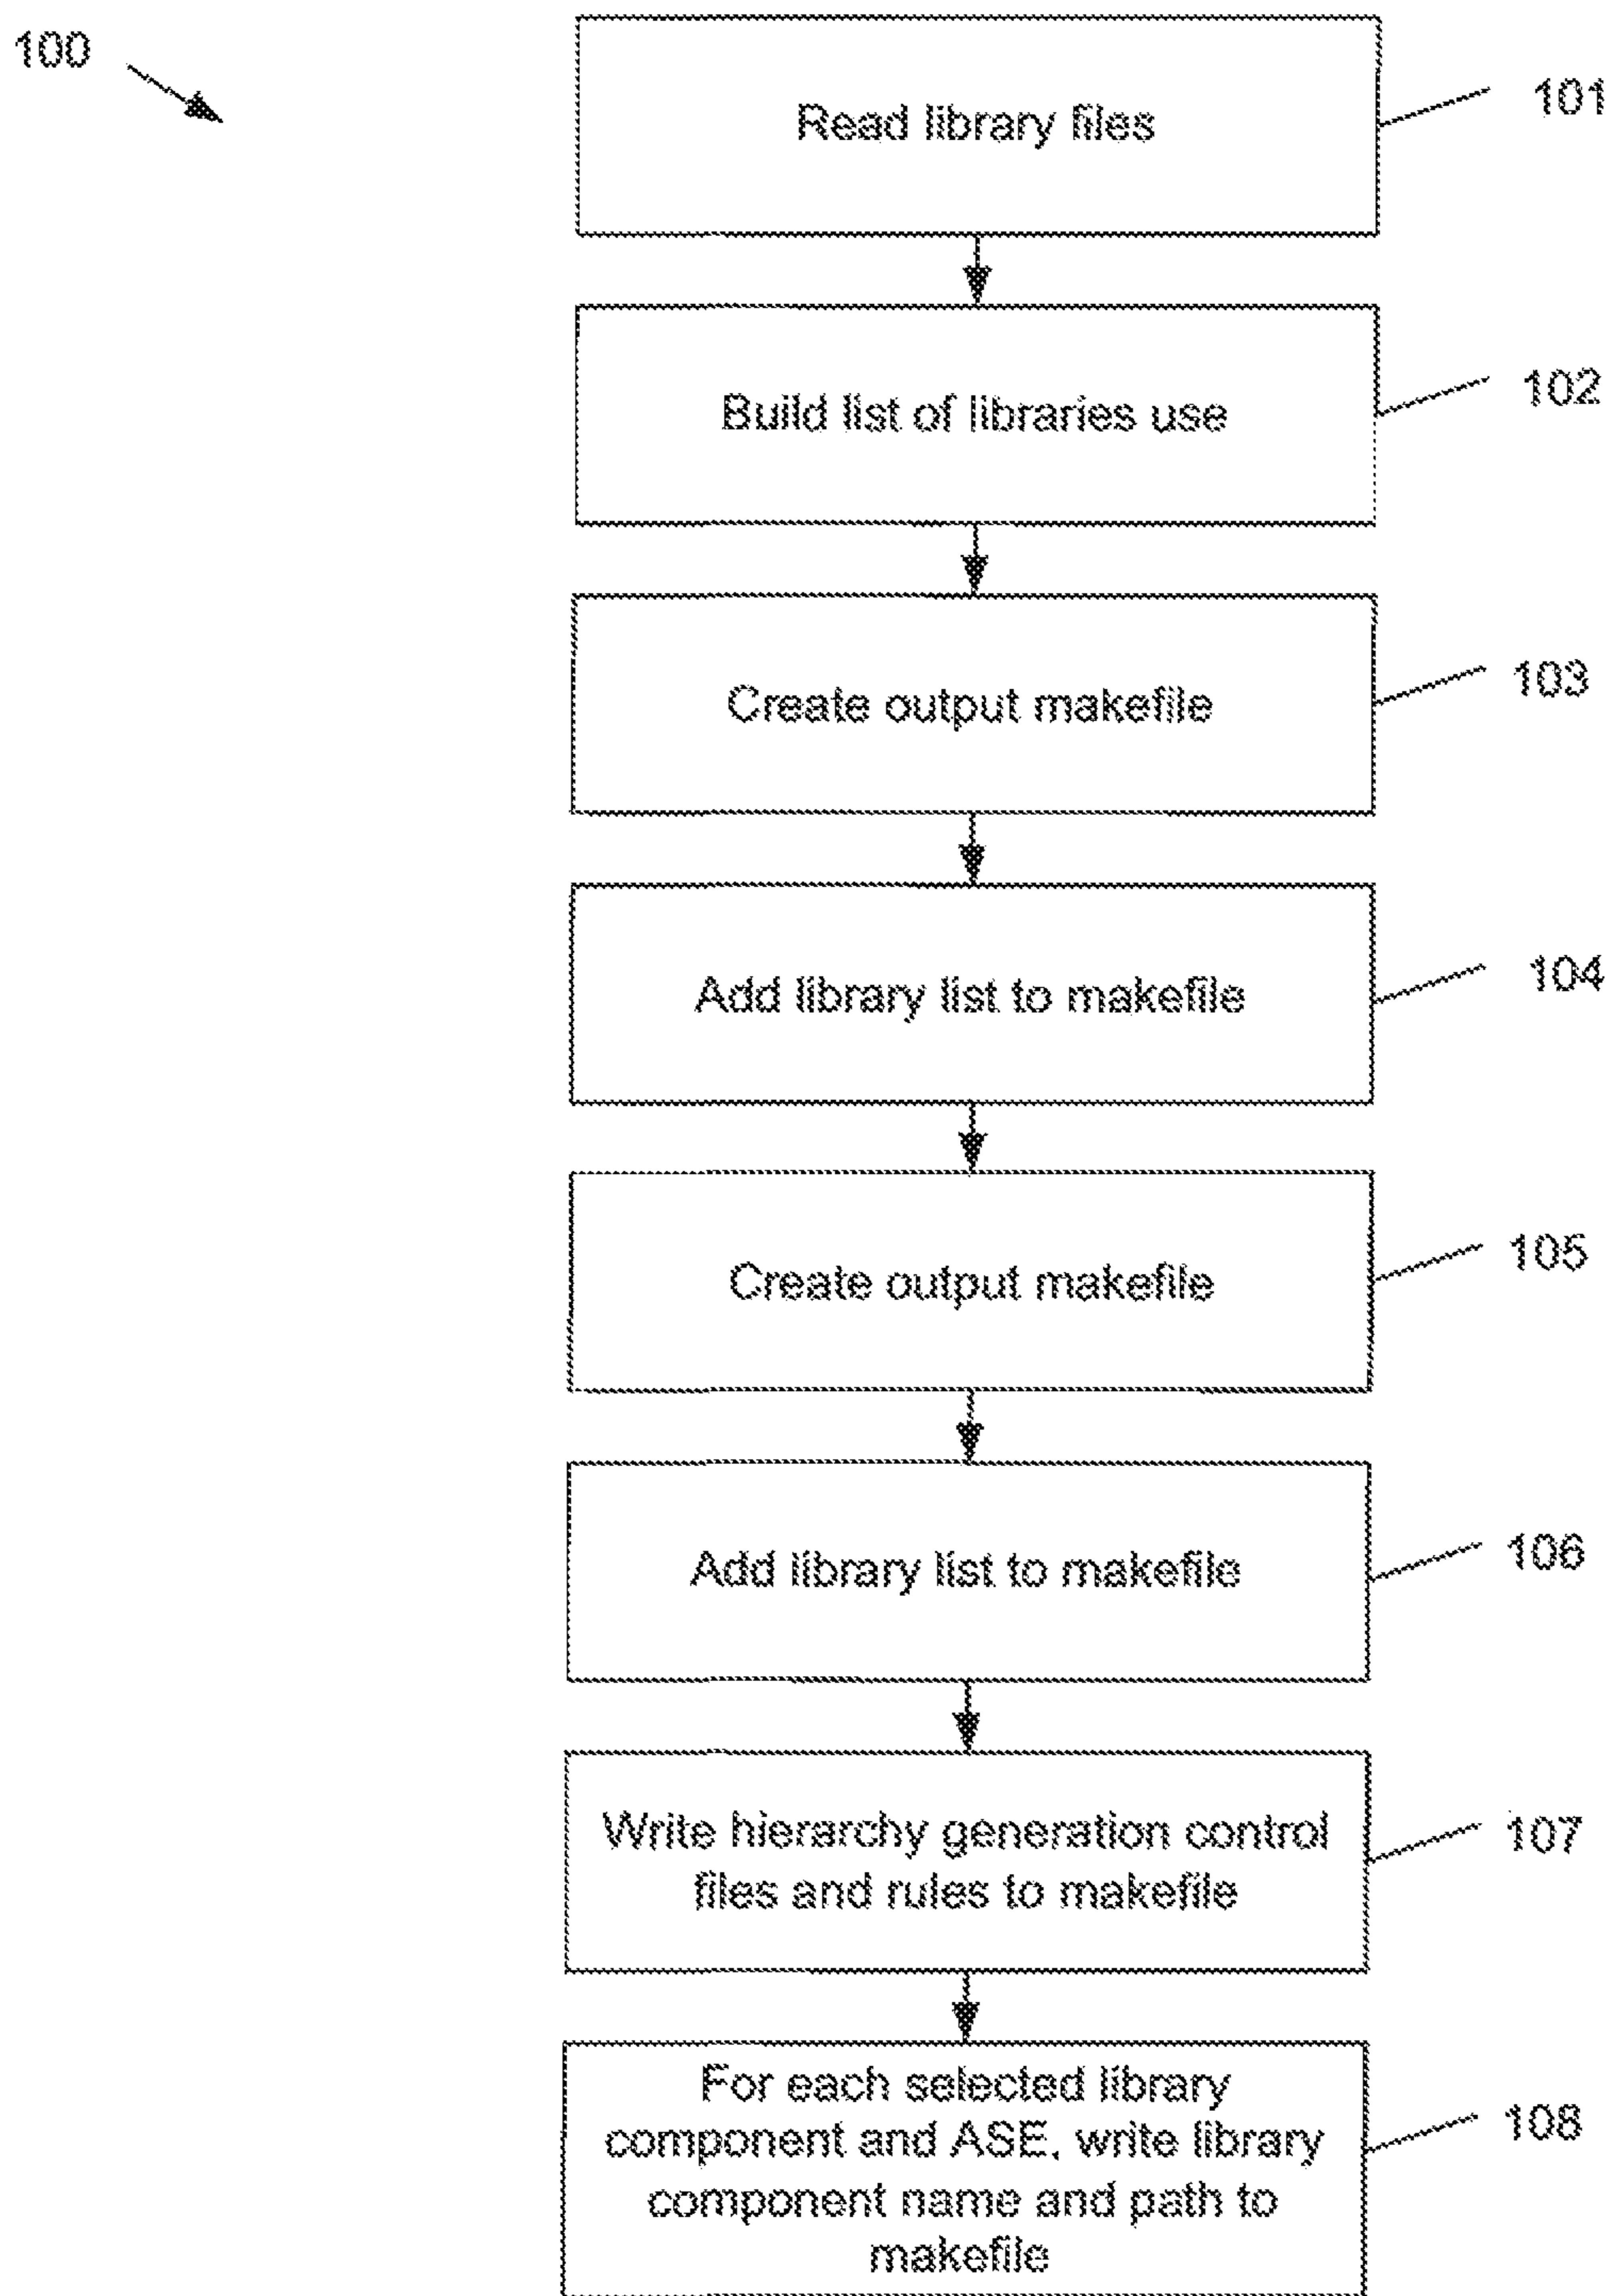 100
Read library files
101
Build list of libraries use
102
Create output makefile
103
Add library list to makefile
104
Create output makefile
105
Add library list to makefile
106
Write hierarchy generation control
files and rules to makefile
107
For each selected library
component and ASE, write library
component name and path to
makefile
108